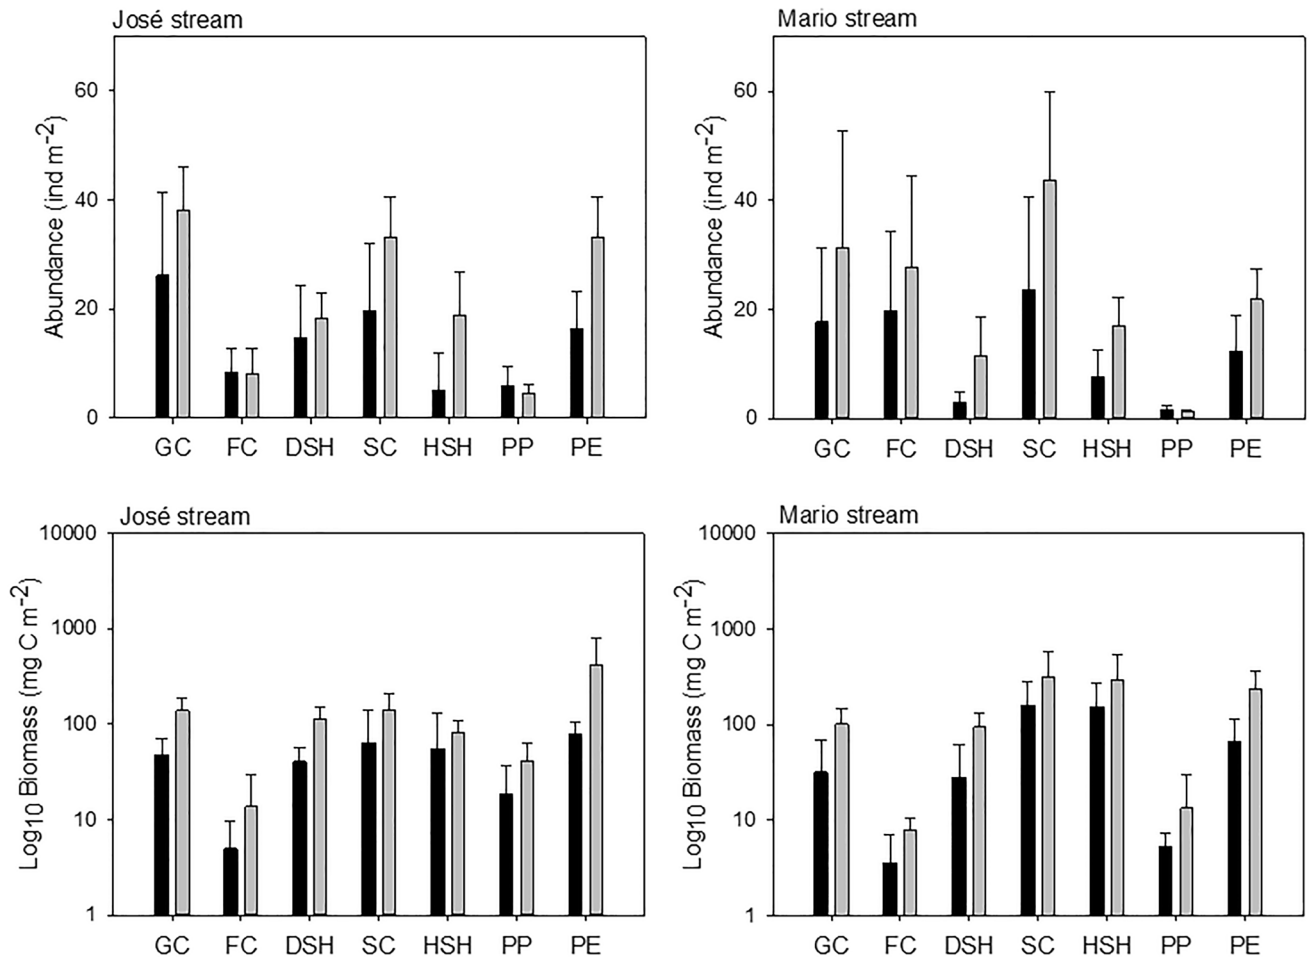 José stream
Abundance (ind m-2)
60
40
20
0
GC FC DSH SC HSH PP PE
Mario stream
Abundance (ind m-2)
60
40
20
0
GC FC DSH SC HSH PP PE
José stream
Log10 Biomass (mg C m-2)
10000
1000
100
10
1
GC FC DSH SC HSH PP PE
Mario stream
Log10 Biomass (mg C m-2)
10000
1000
100
10
1
GC FC DSH SC HSH PP PE